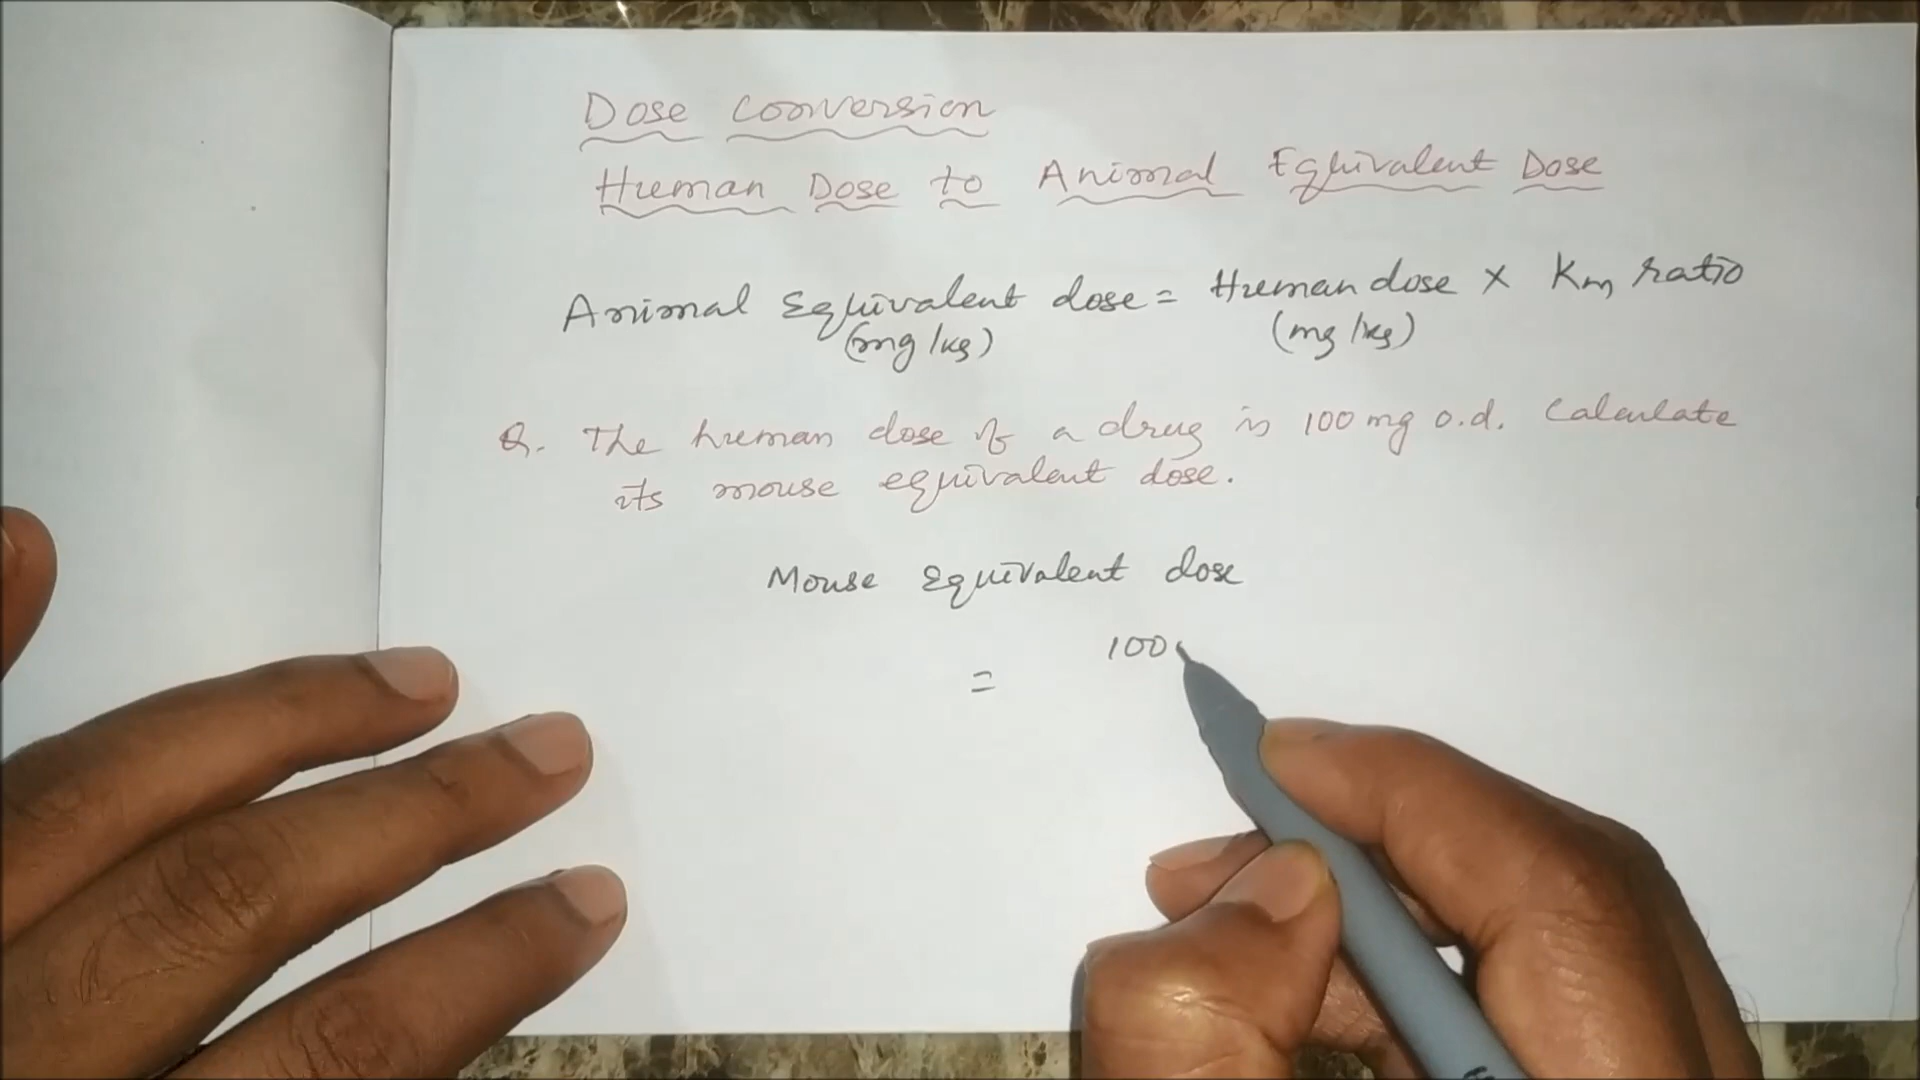 Dose Conversion
Human Dose to Animal Equivalent Dose
Animal Equivalent dose = Human dose × Km ratio
(mg/kg) (mg/kg)
Q. The human dose of a drug is 100 mg o.d. Calculate
its mouse equivalent dose.
Mouse Equivalent dose
= 100